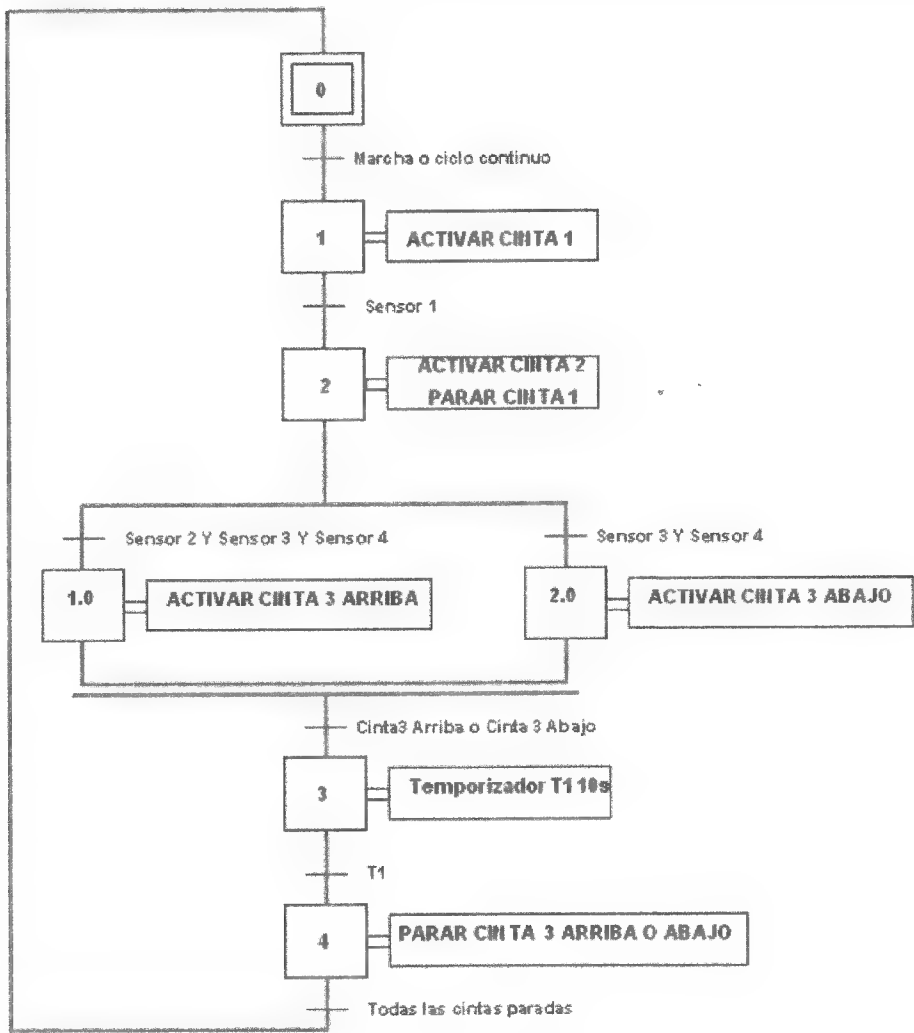 0
Marcha o ciclo continuo
1
ACTIVAR CINTA 1
Sensor 1
2
ACTIVAR CINTA 2
PARAR CINTA 1
Sensor 2 Y Sensor 3 Y Sensor 4
Sensor 3 Y Sensor 4
1.0
ACTIVAR CINTA 3 ARRIBA
2.0
ACTIVAR CINTA 3 ABAJO
Cinta3 Arriba o Cinta 3 Abajo
3
Temporizador T1 10s
T1
4
PARAR CINTA 3 ARRIBA O ABAJO
Todas las cintas paradas